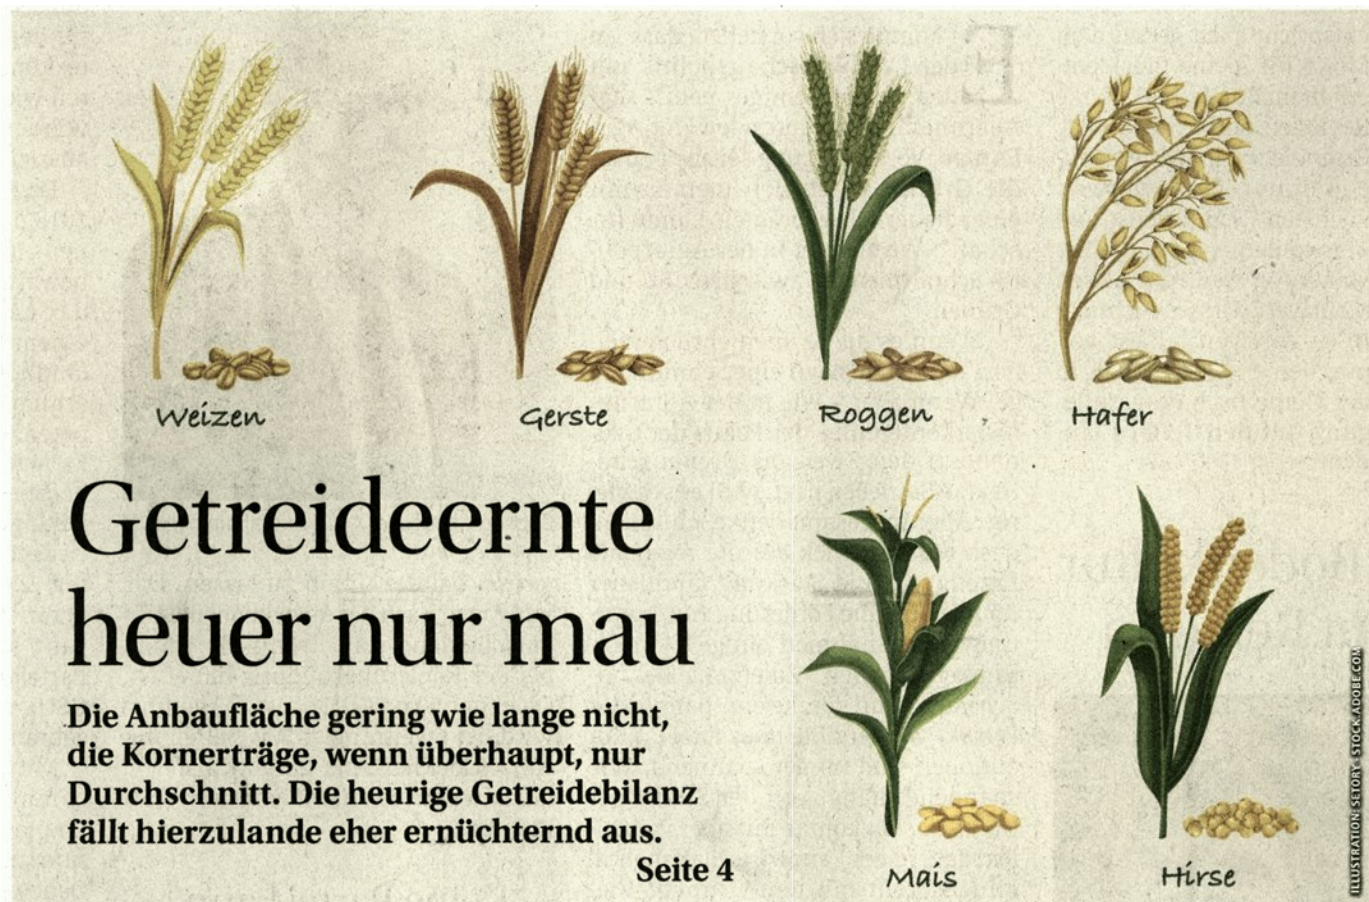 Weizen
Gerste
Roggen
Hafer
Getreideernte
heuer nur mau
Die Anbaufläche gering wie lange nicht,
die Kornerträge, wenn überhaupt, nur
Durchschnitt. Die heurige Getreidebilanz
fällt hierzulande eher ernüchternd aus.
Seite 4
Mais
Hirse
ILLUSTRATION: SETORY - STOCK.ADOBE.COM